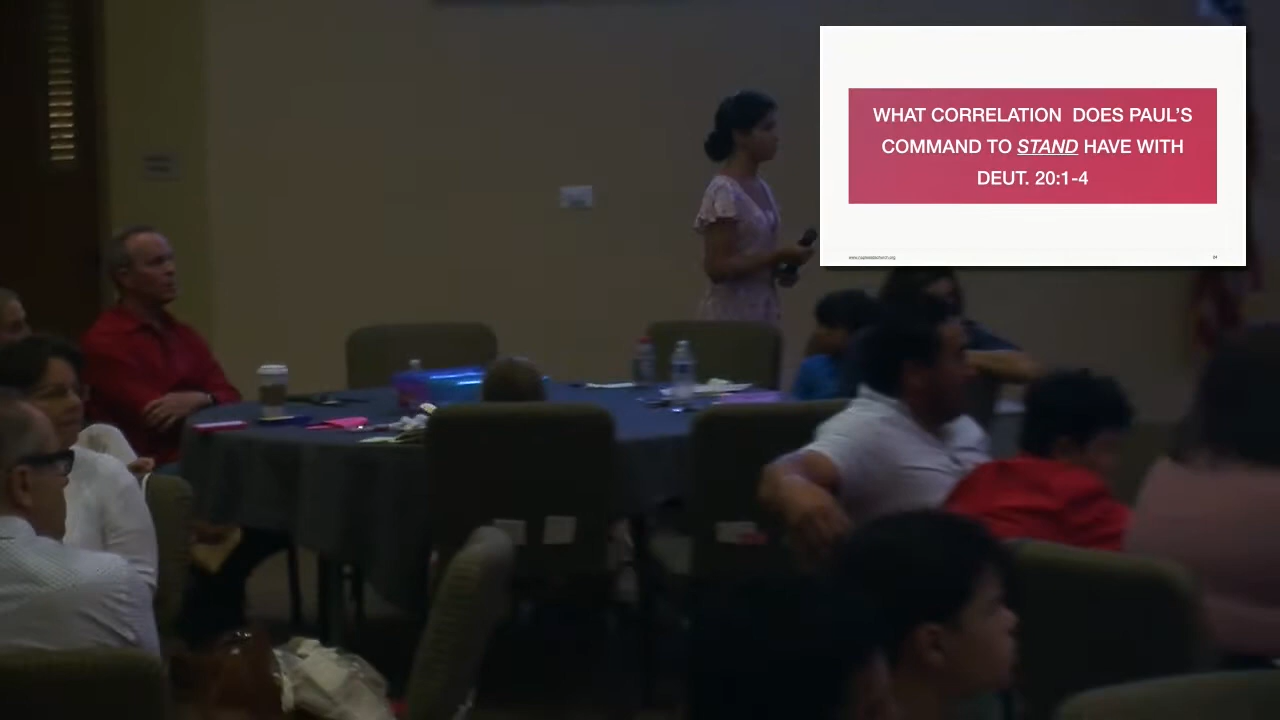 WHAT CORRELATION DOES PAUL'S
COMMAND TO STAND HAVE WITH
DEUT. 20:1-4